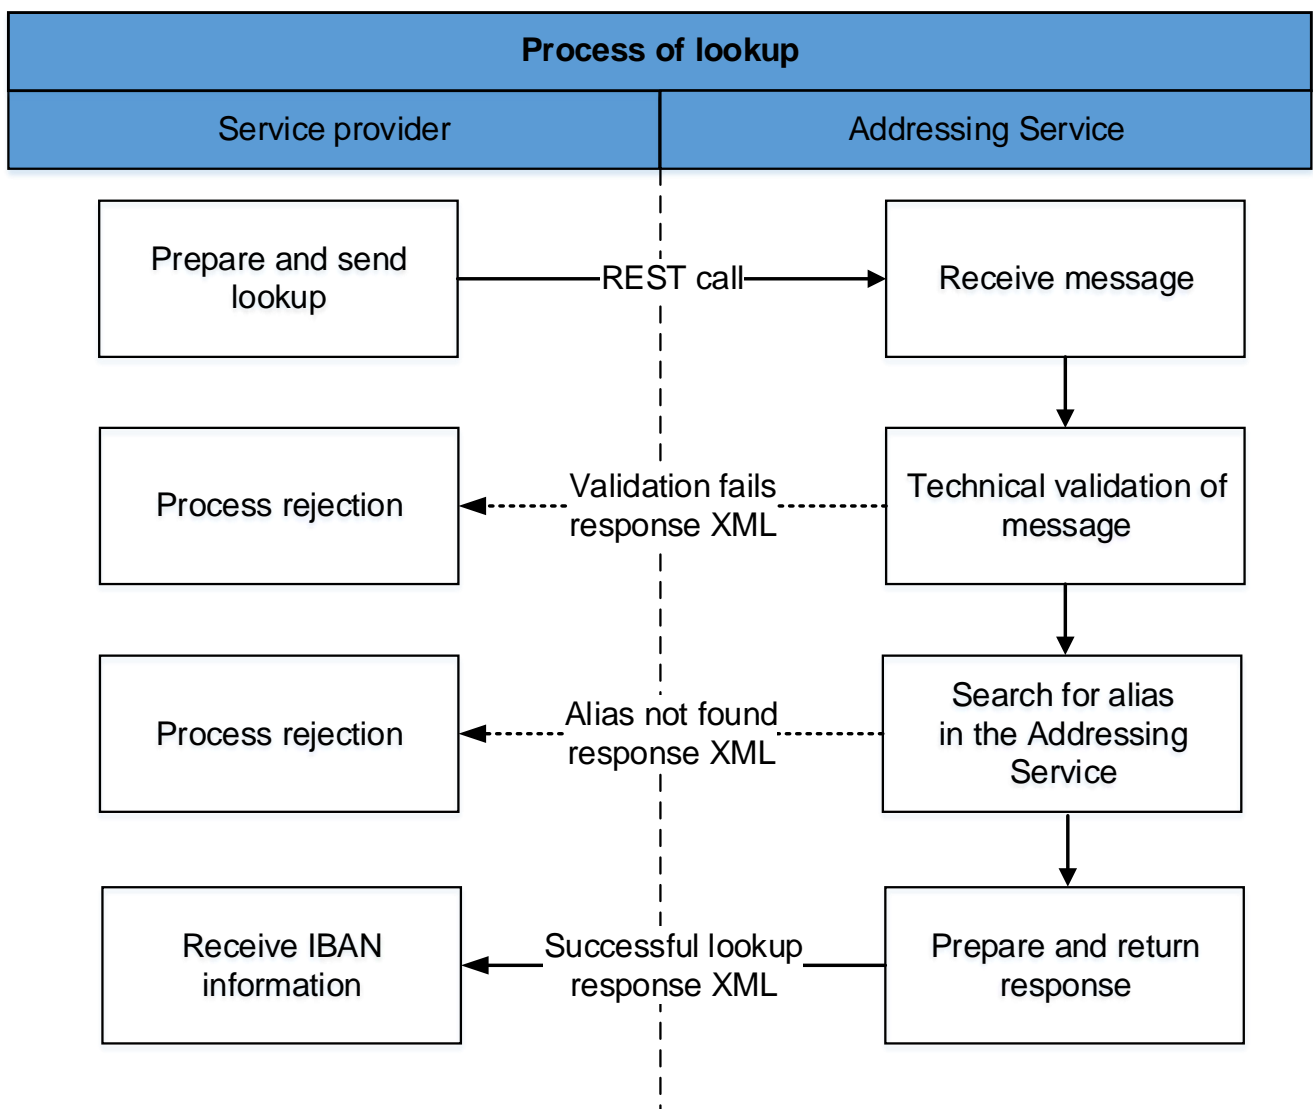 Process of lookup
Service provider
Addressing Service
Prepare and send
lookup
REST call
Receive message
Process rejection
Validation fails
response XML
Technical validation of
message
Process rejection
Alias not found
response XML
Search for alias
in the Addressing
Service
Receive IBAN
information
Successful lookup
response XML
Prepare and return
response